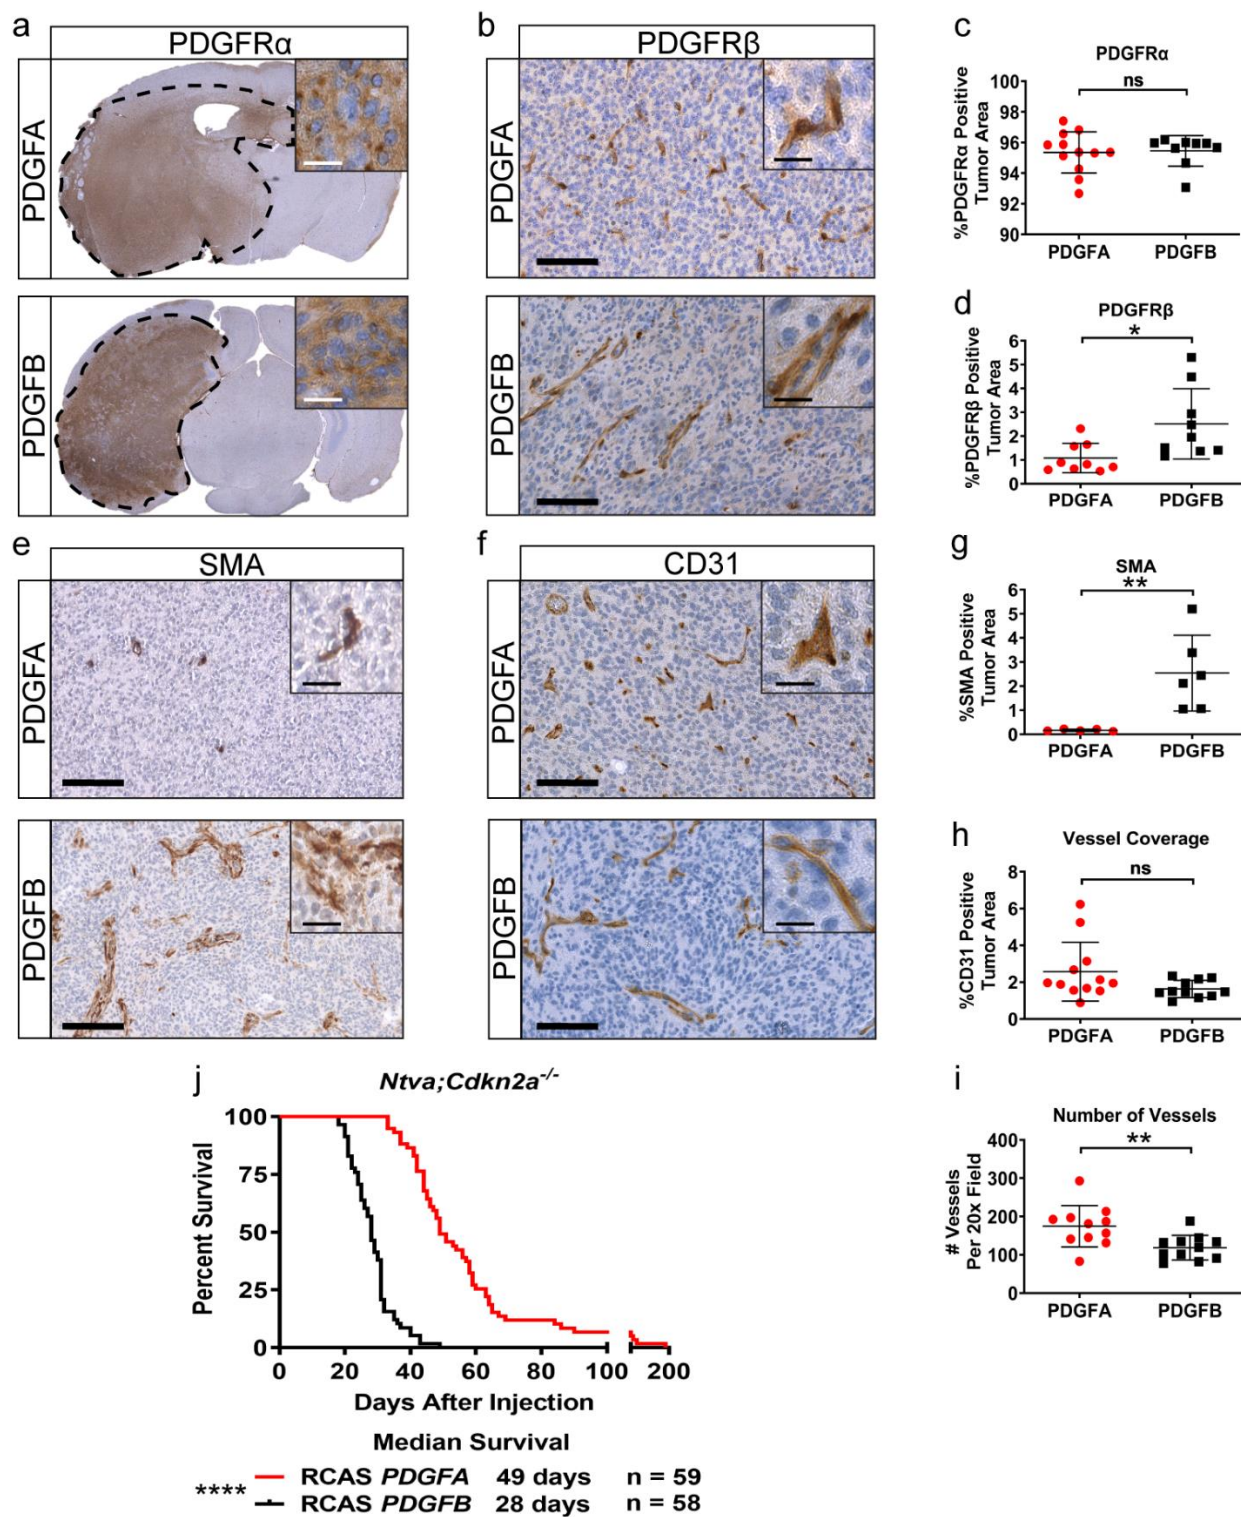 a
PDGFRα
PDGFA
PDGFB
b
PDGFRβ
PDGFA
PDGFB
c
PDGFRα
ns
%PDGFRα Positive
Tumor Area
100
98
96
94
92
90
PDGFA PDGFB
d
PDGFRβ
*
%PDGFRβ Positive
Tumor Area
6
5
4
3
2
1
0
PDGFA PDGFB
e
SMA
PDGFA
PDGFB
f
CD31
PDGFA
PDGFB
g
SMA
**
%SMA Positive
Tumor Area
6
5
4
3
2
1
0
PDGFA PDGFB
h
Vessel Coverage
ns
%CD31 Positive
Tumor Area
8
6
4
2
0
PDGFA PDGFB
i
Number of Vessels
**
# Vessels
Per 20x Field
400
300
200
100
0
PDGFA PDGFB
j
Ntva;Cdkn2a-/-
Percent Survival
100
75
50
25
0
0 20 40 60 80 100 200
Days After Injection
Median Survival
**** RCAS PDGFA 49 days n = 59
RCAS PDGFB 28 days n = 58